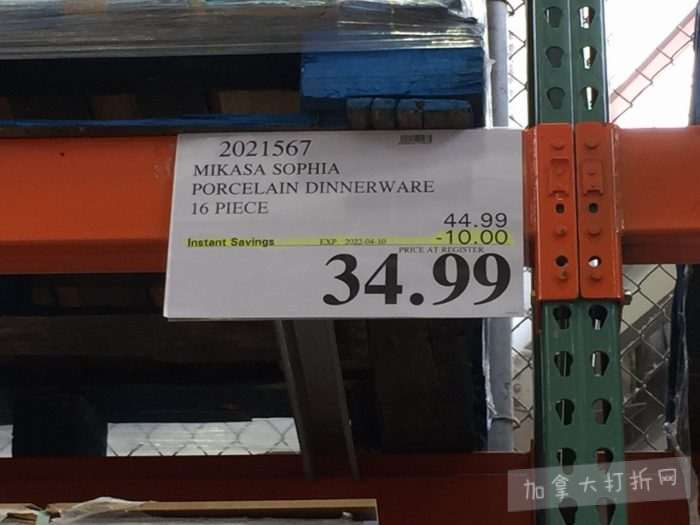 2021567
MIKASA SOPHIA
PORCELAIN DINNERWARE
16 PIECE
44.99
Instant Savings EXP. 2022-04-10 -10.00
PRICE AT REGISTER
34.99
加拿大打折网